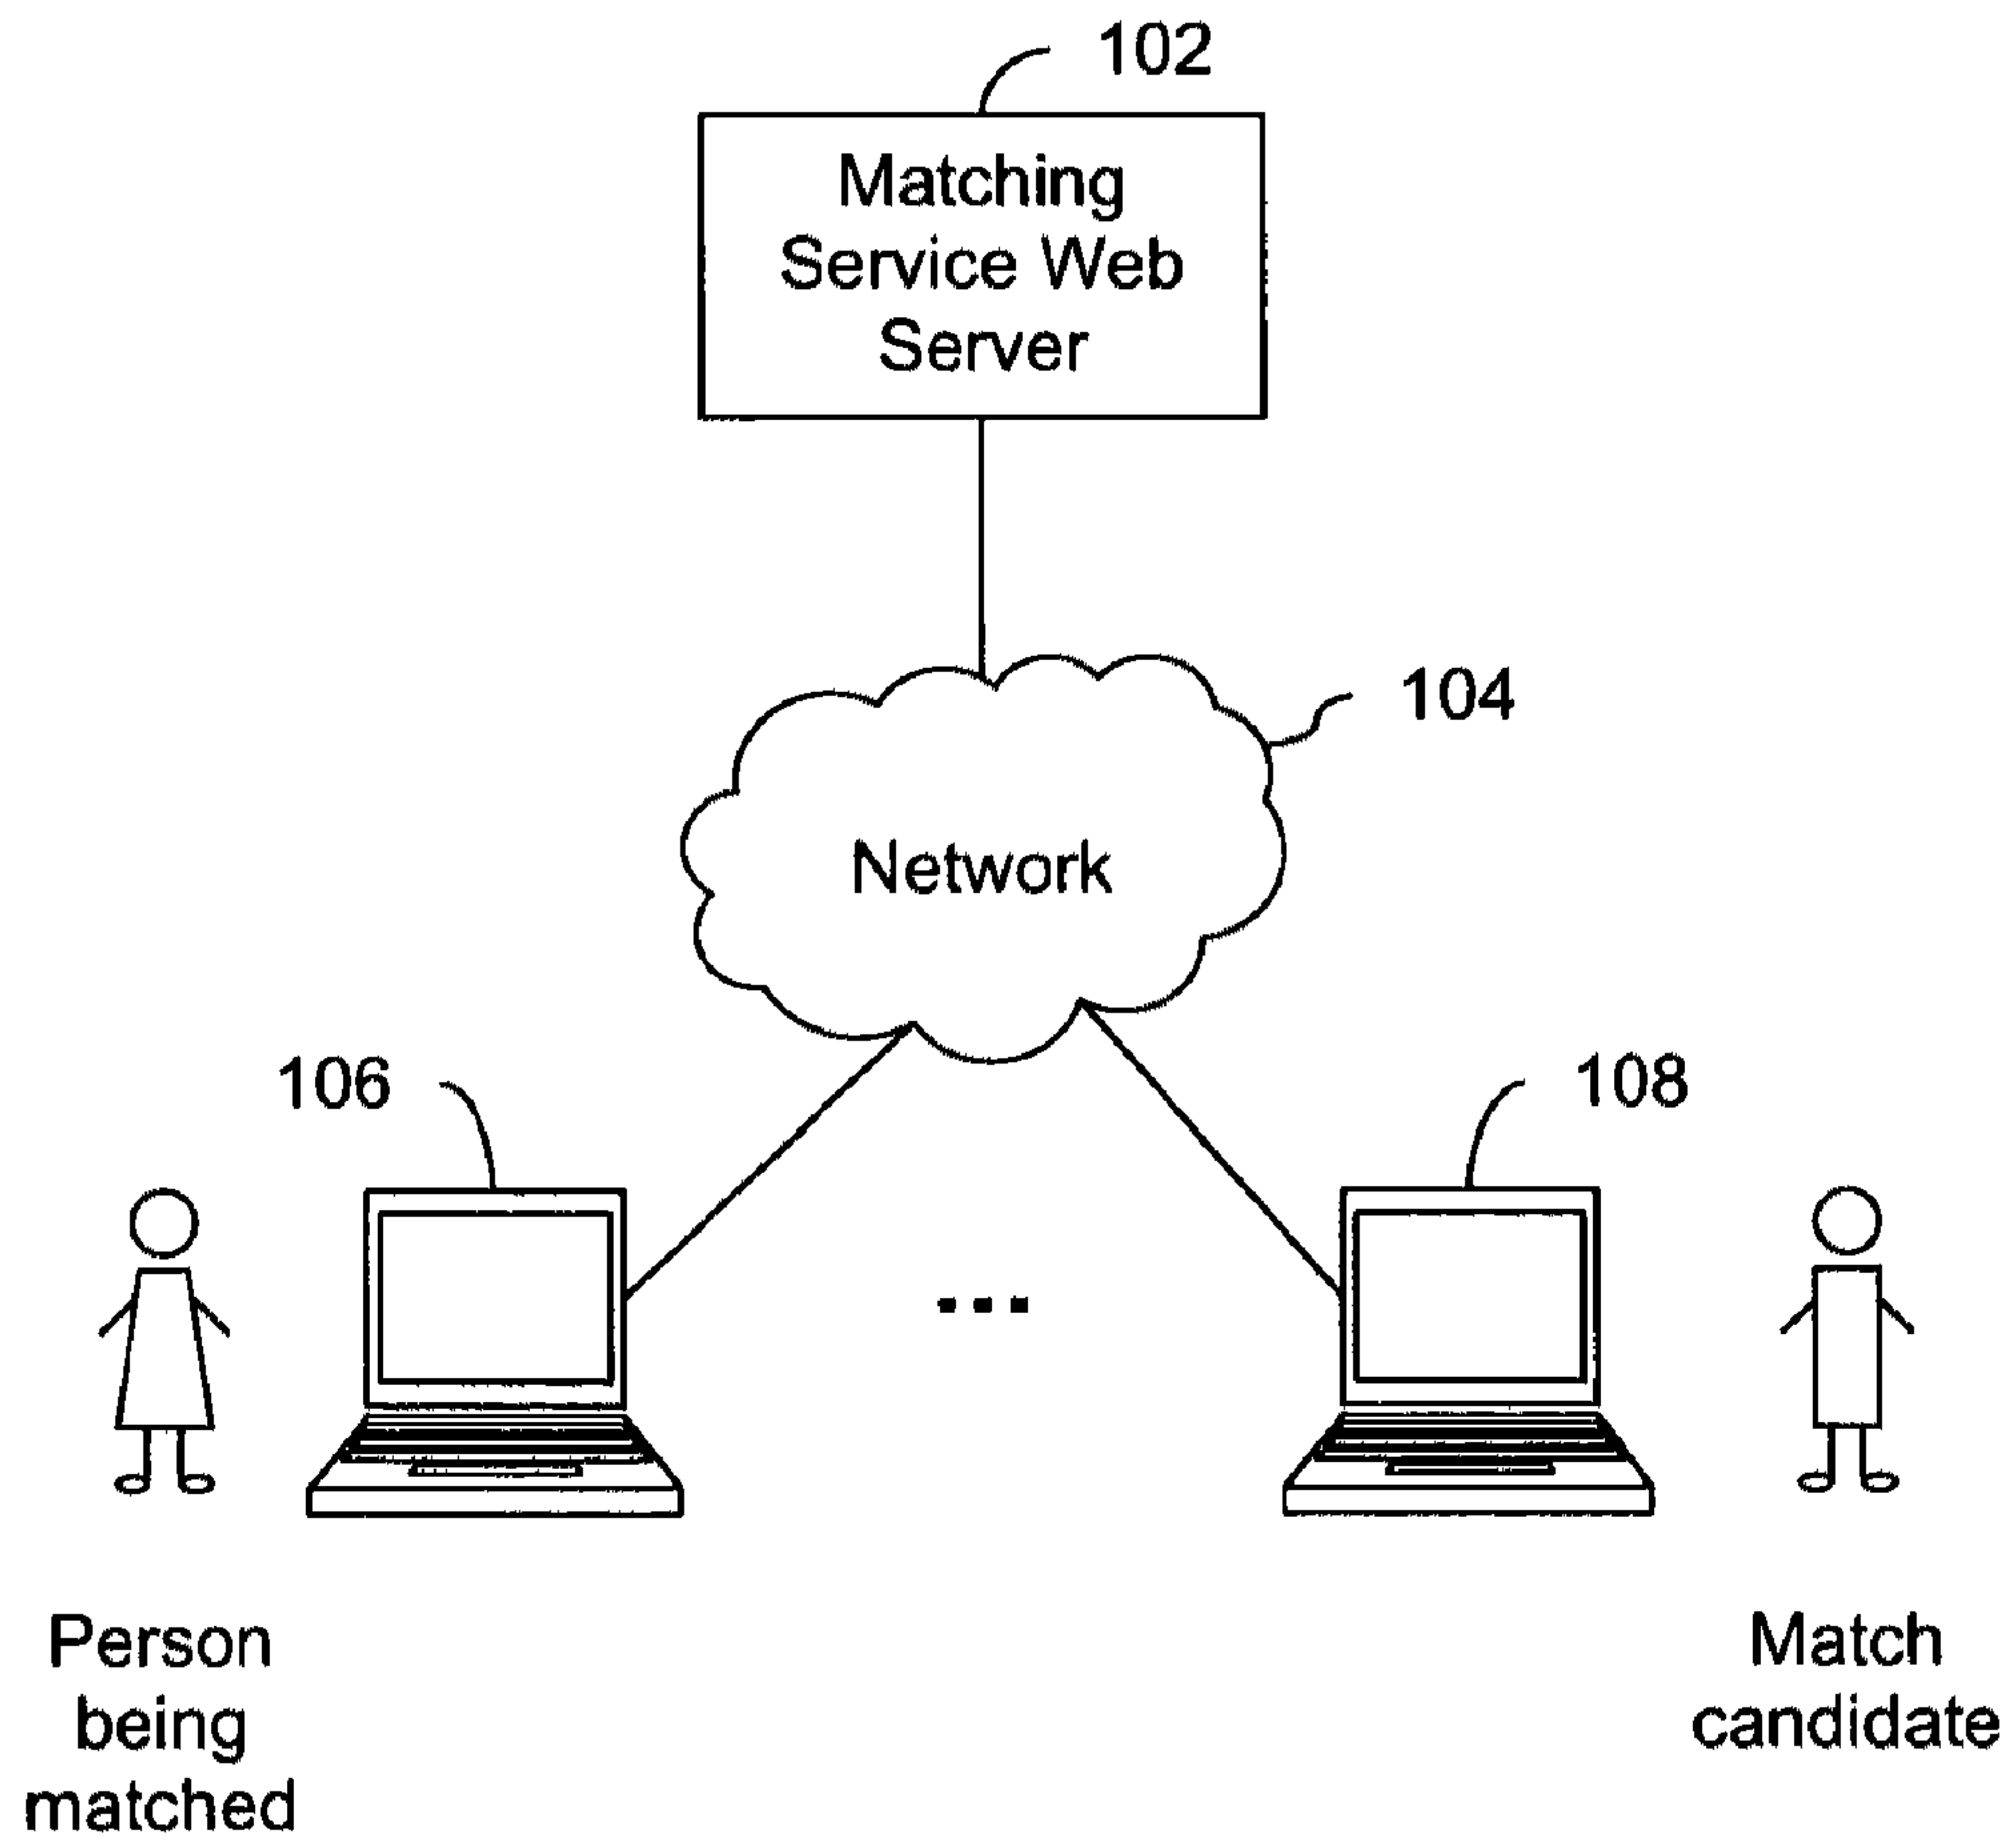 102
Matching
Service Web
Server
104
Network
106
108
...
Person
being
matched
Match
candidate